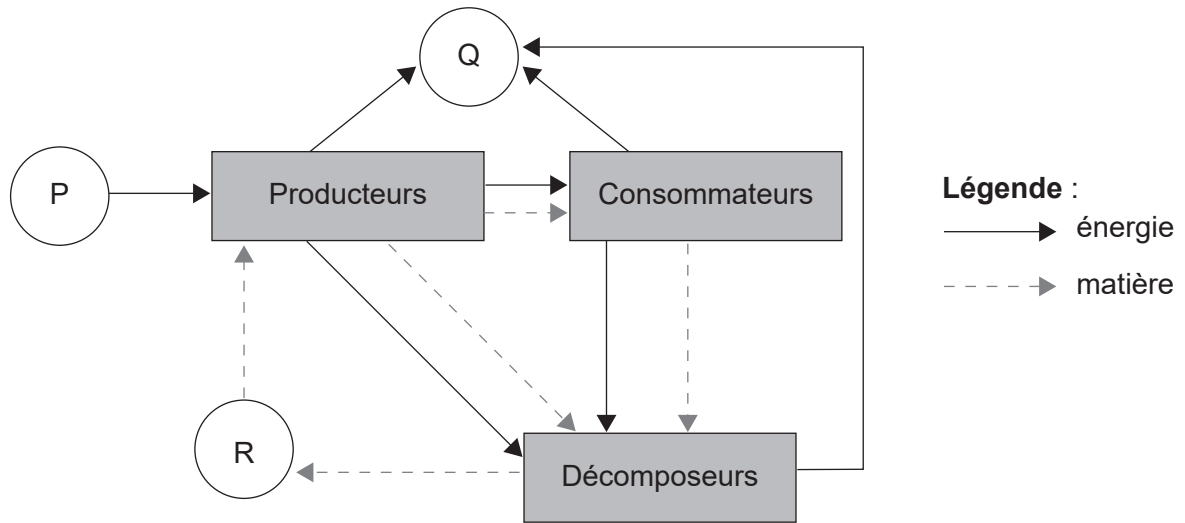 Q
P
Producteurs
Consommateurs
Légende :
énergie
matière
R
Décomposeurs